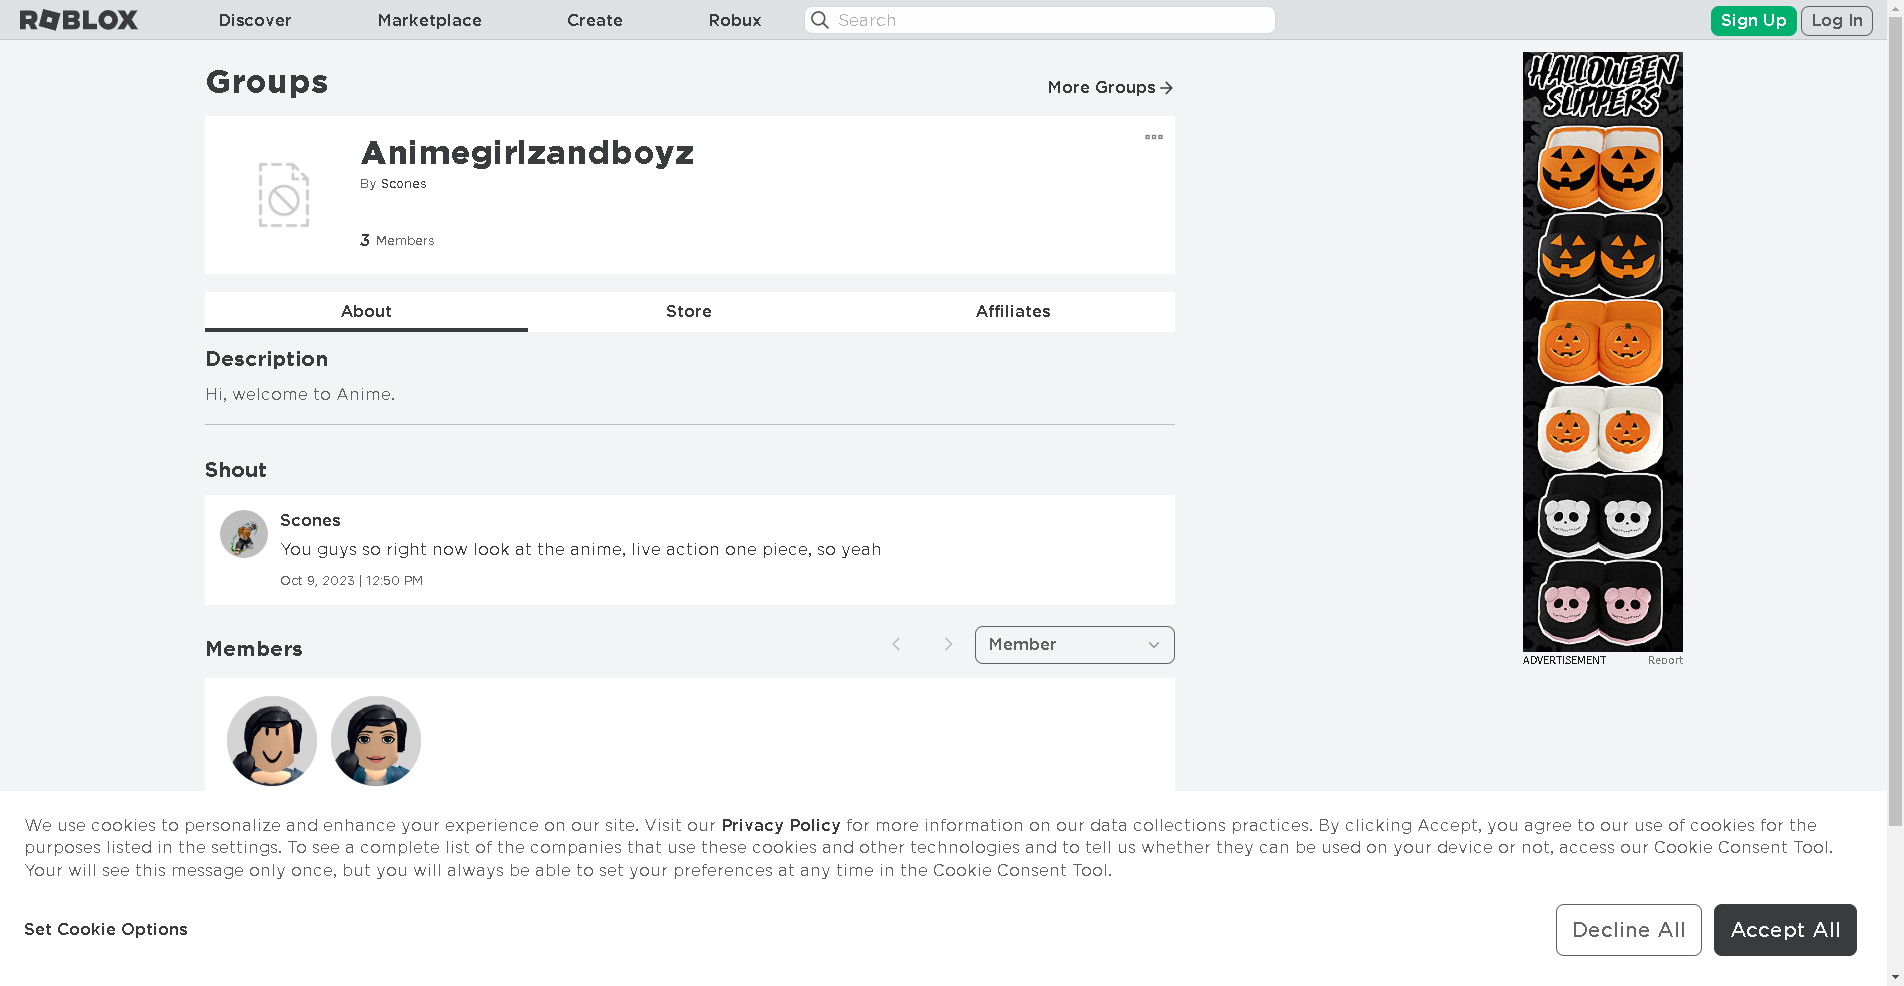 ROBLOX
Discover
Marketplace
Create
Robux
Search
Sign Up
Log In
Groups
More Groups
Animegirlzandboyz
By Scones
3 Members
About
Store
Affiliates
Description
Hi, welcome to Anime.
Shout
Scones
You guys so right now look at the anime, live action one piece, so yeah
Oct 9, 2023 | 12:50 PM
Members
Member
HALLOWEEN
SLIPPERS
ADVERTISEMENT
Report
We use cookies to personalize and enhance your experience on our site. Visit our Privacy Policy for more information on our data collections practices. By clicking Accept, you agree to our use of cookies for the
purposes listed in the settings. To see a complete list of the companies that use these cookies and other technologies and to tell us whether they can be used on your device or not, access our Cookie Consent Tool.
Your will see this message only once, but you will always be able to set your preferences at any time in the Cookie Consent Tool.
Set Cookie Options
Decline All
Accept All